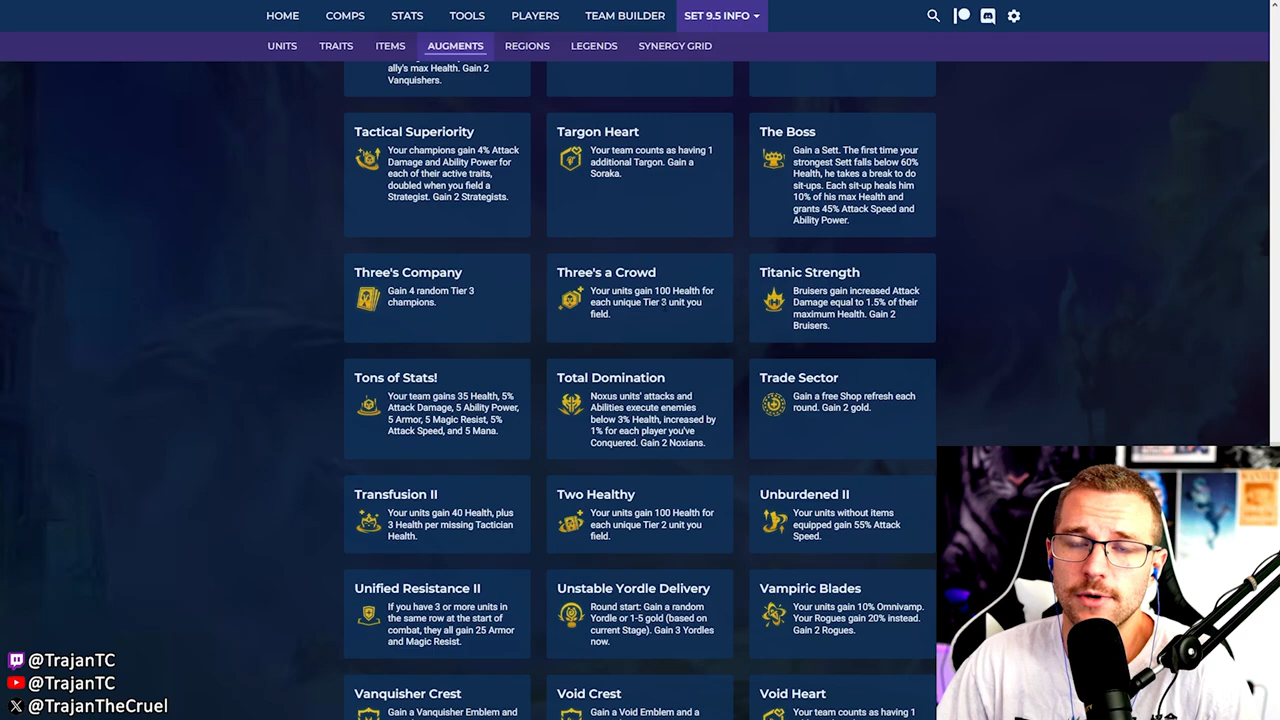 HOME COMPS STATS TOOLS PLAYERS TEAM BUILDER SET 9.5 INFO
UNITS TRAITS ITEMS AUGMENTS REGIONS LEGENDS SYNERGY GRID
ally's max Health. Gain 2
Vanquishers.
Tactical Superiority
Your champions gain 4% Attack
Damage and Ability Power for
each of their active traits,
doubled when you field a
Strategist. Gain 2 Strategists.
Targon Heart
Your team counts as having 1
additional Targon. Gain a
Soraka.
The Boss
Gain a Sett. The first time your
strongest Sett falls below 60%
Health, he takes a break to do
sit-ups. Each sit-up heals him
10% of his max Health and
grants 45% Attack Speed and
Ability Power.
Three's Company
Gain 4 random Tier 3
champions.
Three's a Crowd
Your units gain 100 Health for
each unique Tier 3 unit you
field.
Titanic Strength
Bruisers gain increased Attack
Damage equal to 1.5% of their
maximum Health. Gain 2
Bruisers.
Tons of Stats!
Your team gains 35 Health, 5%
Attack Damage, 5 Ability Power,
5 Armor, 5 Magic Resist, 5%
Attack Speed, and 5 Mana.
Total Domination
Noxus units' attacks and
Abilities execute enemies
below 3% Health, increased by
1% for each player you've
Conquered. Gain 2 Noxians.
Trade Sector
Gain a free Shop refresh each
round. Gain 2 gold.
Transfusion II
Your units gain 40 Health, plus
3 Health per missing Tactician
Health.
Two Healthy
Your units gain 100 Health for
each unique Tier 2 unit you
field.
Unburdened II
Your units without items
equipped gain 55% Attack
Speed.
Unified Resistance II
If you have 3 or more units in
the same row at the start of
combat, they all gain 25 Armor
and Magic Resist.
Unstable Yordle Delivery
Round start: Gain a random
Yordle or 1-5 gold (based on
current Stage). Gain 3 Yordles
now.
Vampiric Blades
Your units gain 10% Omnivamp.
Your Rogues gain 20% instead.
Gain 2 Rogues.
Vanquisher Crest
Gain a Vanquisher Emblem and
Void Crest
Gain a Void Emblem and a
Void Heart
Your team counts as having 1
@TrajanTC
@TrajanTC
@TrajanTheCruel